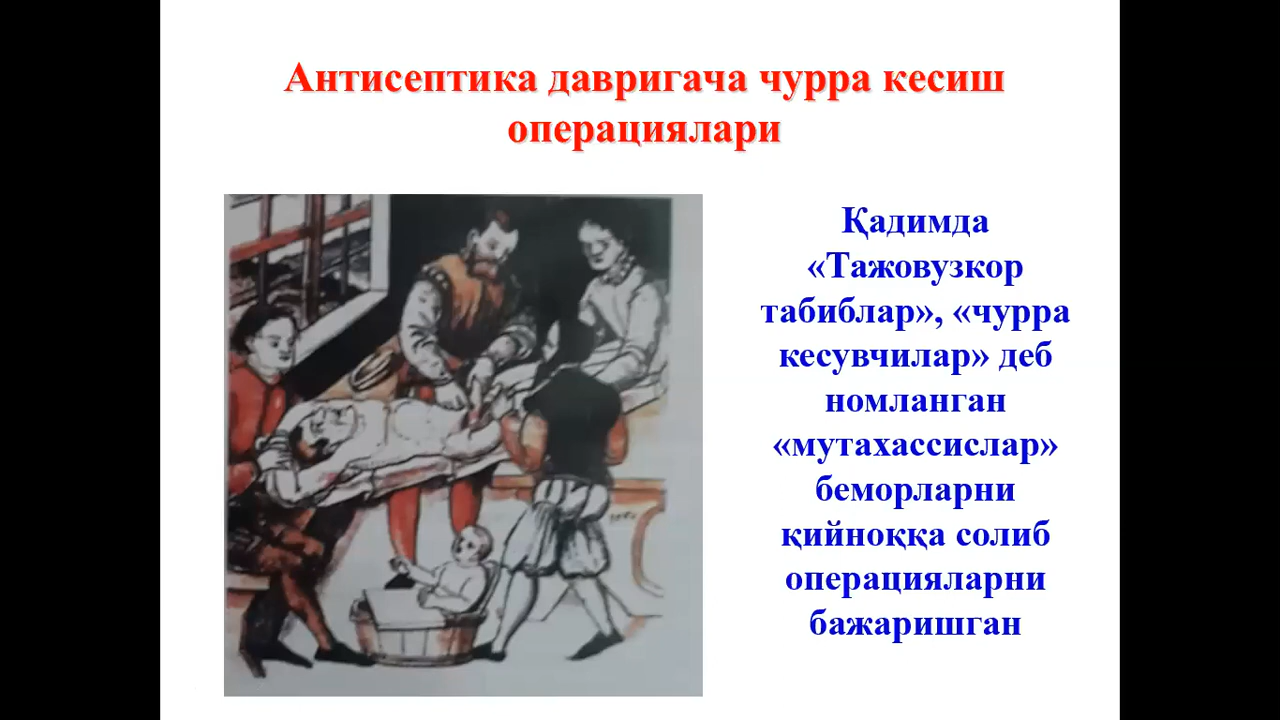 Антисептика давригача чурра кесиш
операциялари
Қадимда
«Тажовузкор
табиблар», «чурра
кесувчилар» деб
номланган
«мутахассислар»
беморларни
қийноққа солиб
операцияларни
бажаришган